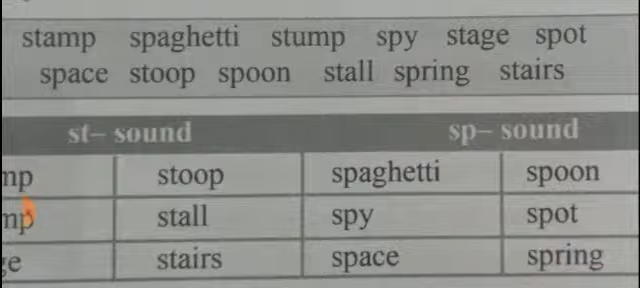 stamp spaghetti stump spy stage spot
space stoop spoon stall spring stairs
st– sound sp– sound
mp stoop spaghetti spoon
mp stall spy spot
ge stairs space spring